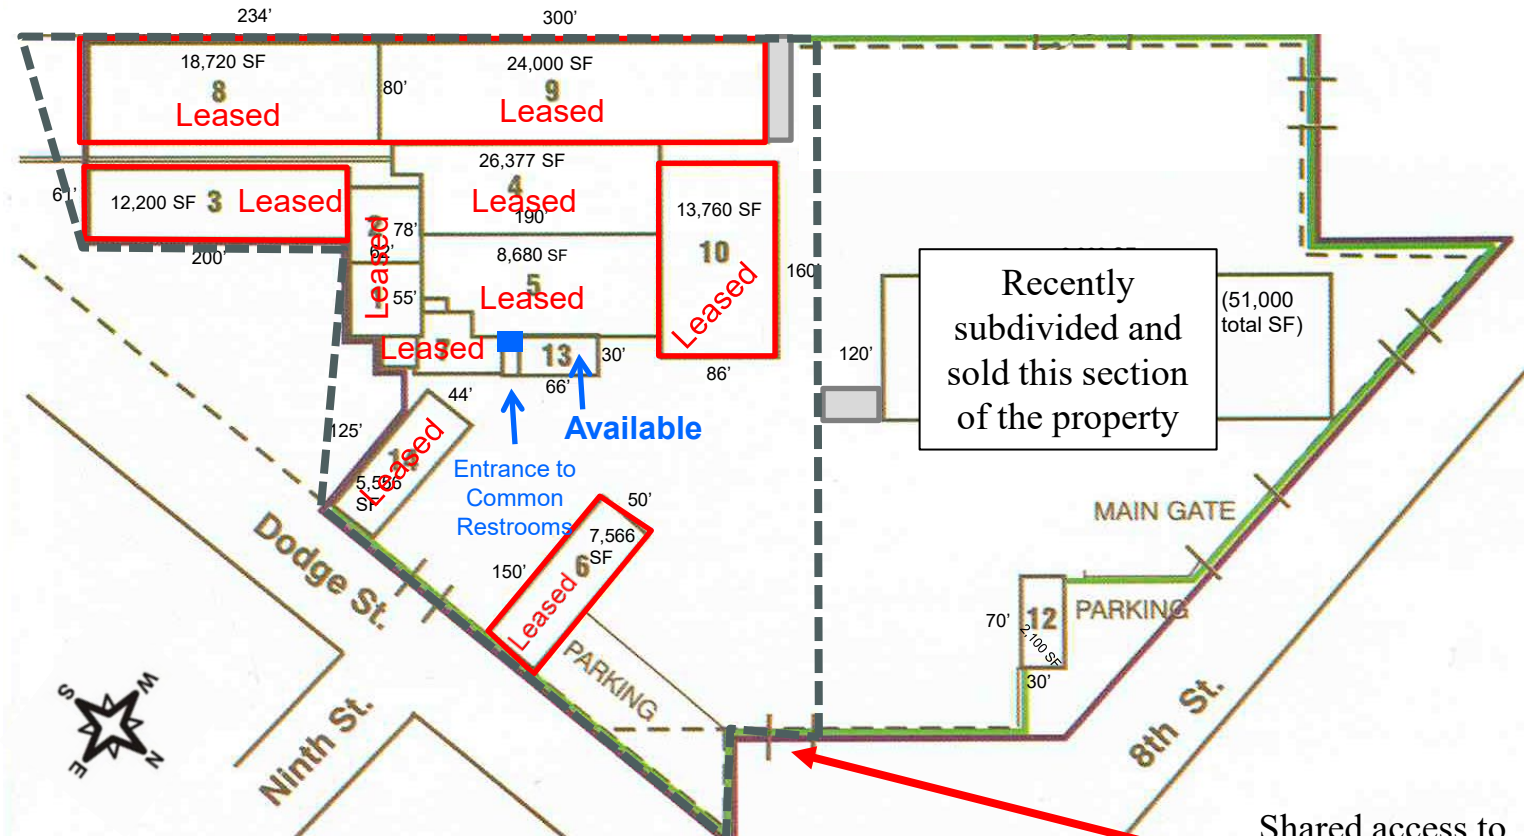 234'
300'
18,720 SF
8
Leased
80'
24,000 SF
9
Leased
26,377 SF
4
Leased
190'
12,200 SF 3 Leased
200'
78'
62'
55'
Leased
8,680 SF
5
Leased
13,760 SF
10
Leased
160'
86'
Leased
13
30'
66'
44'
Available
Entrance to
Common
Restrooms
125'
Leased
SF
50'
7,566
SF
6
150'
Leased
PARKING
Recently
subdivided and
sold this section
of the property
(51,000
total SF)
120'
MAIN GATE
PARKING
12
70'
2,100 SF
30'
Dodge St.
Ninth St.
8th St.
S
W
E
N
Shared access to